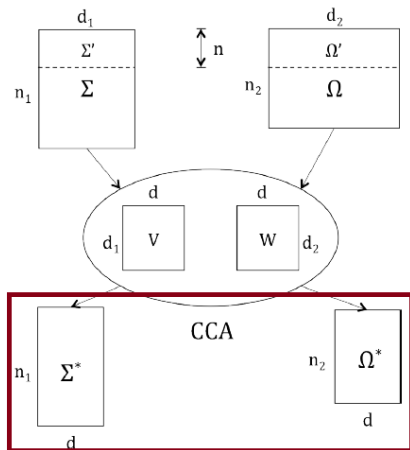 d₁ d₂
Σ′ n Ω′
n₁ Σ n₂ Ω
d d
d₁ V W d₂
CCA
n₁ Σ* n₂ Ω*
d d